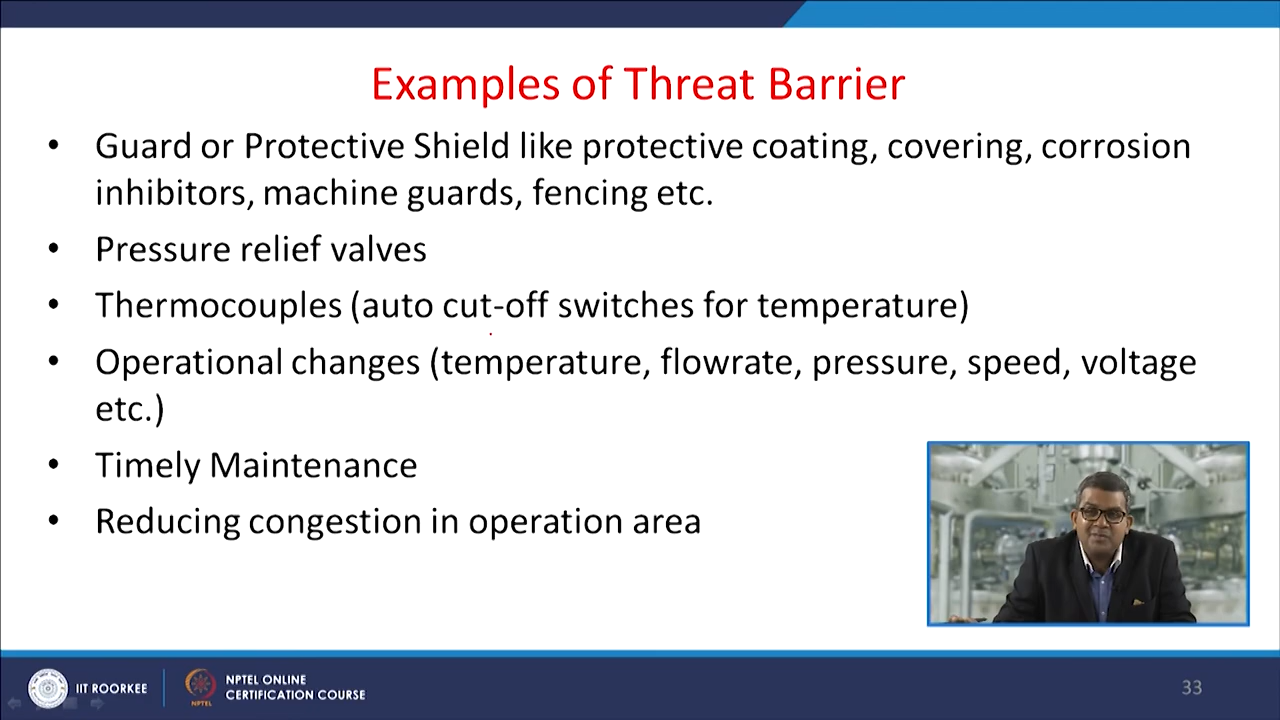 Examples of Threat Barrier
• Guard or Protective Shield like protective coating, covering, corrosion
inhibitors, machine guards, fencing etc.
• Pressure relief valves
• Thermocouples (auto cut-off switches for temperature)
• Operational changes (temperature, flowrate, pressure, speed, voltage
etc.)
• Timely Maintenance
• Reducing congestion in operation area
IIT ROORKEE
NPTEL
NPTEL ONLINE
CERTIFICATION COURSE
33